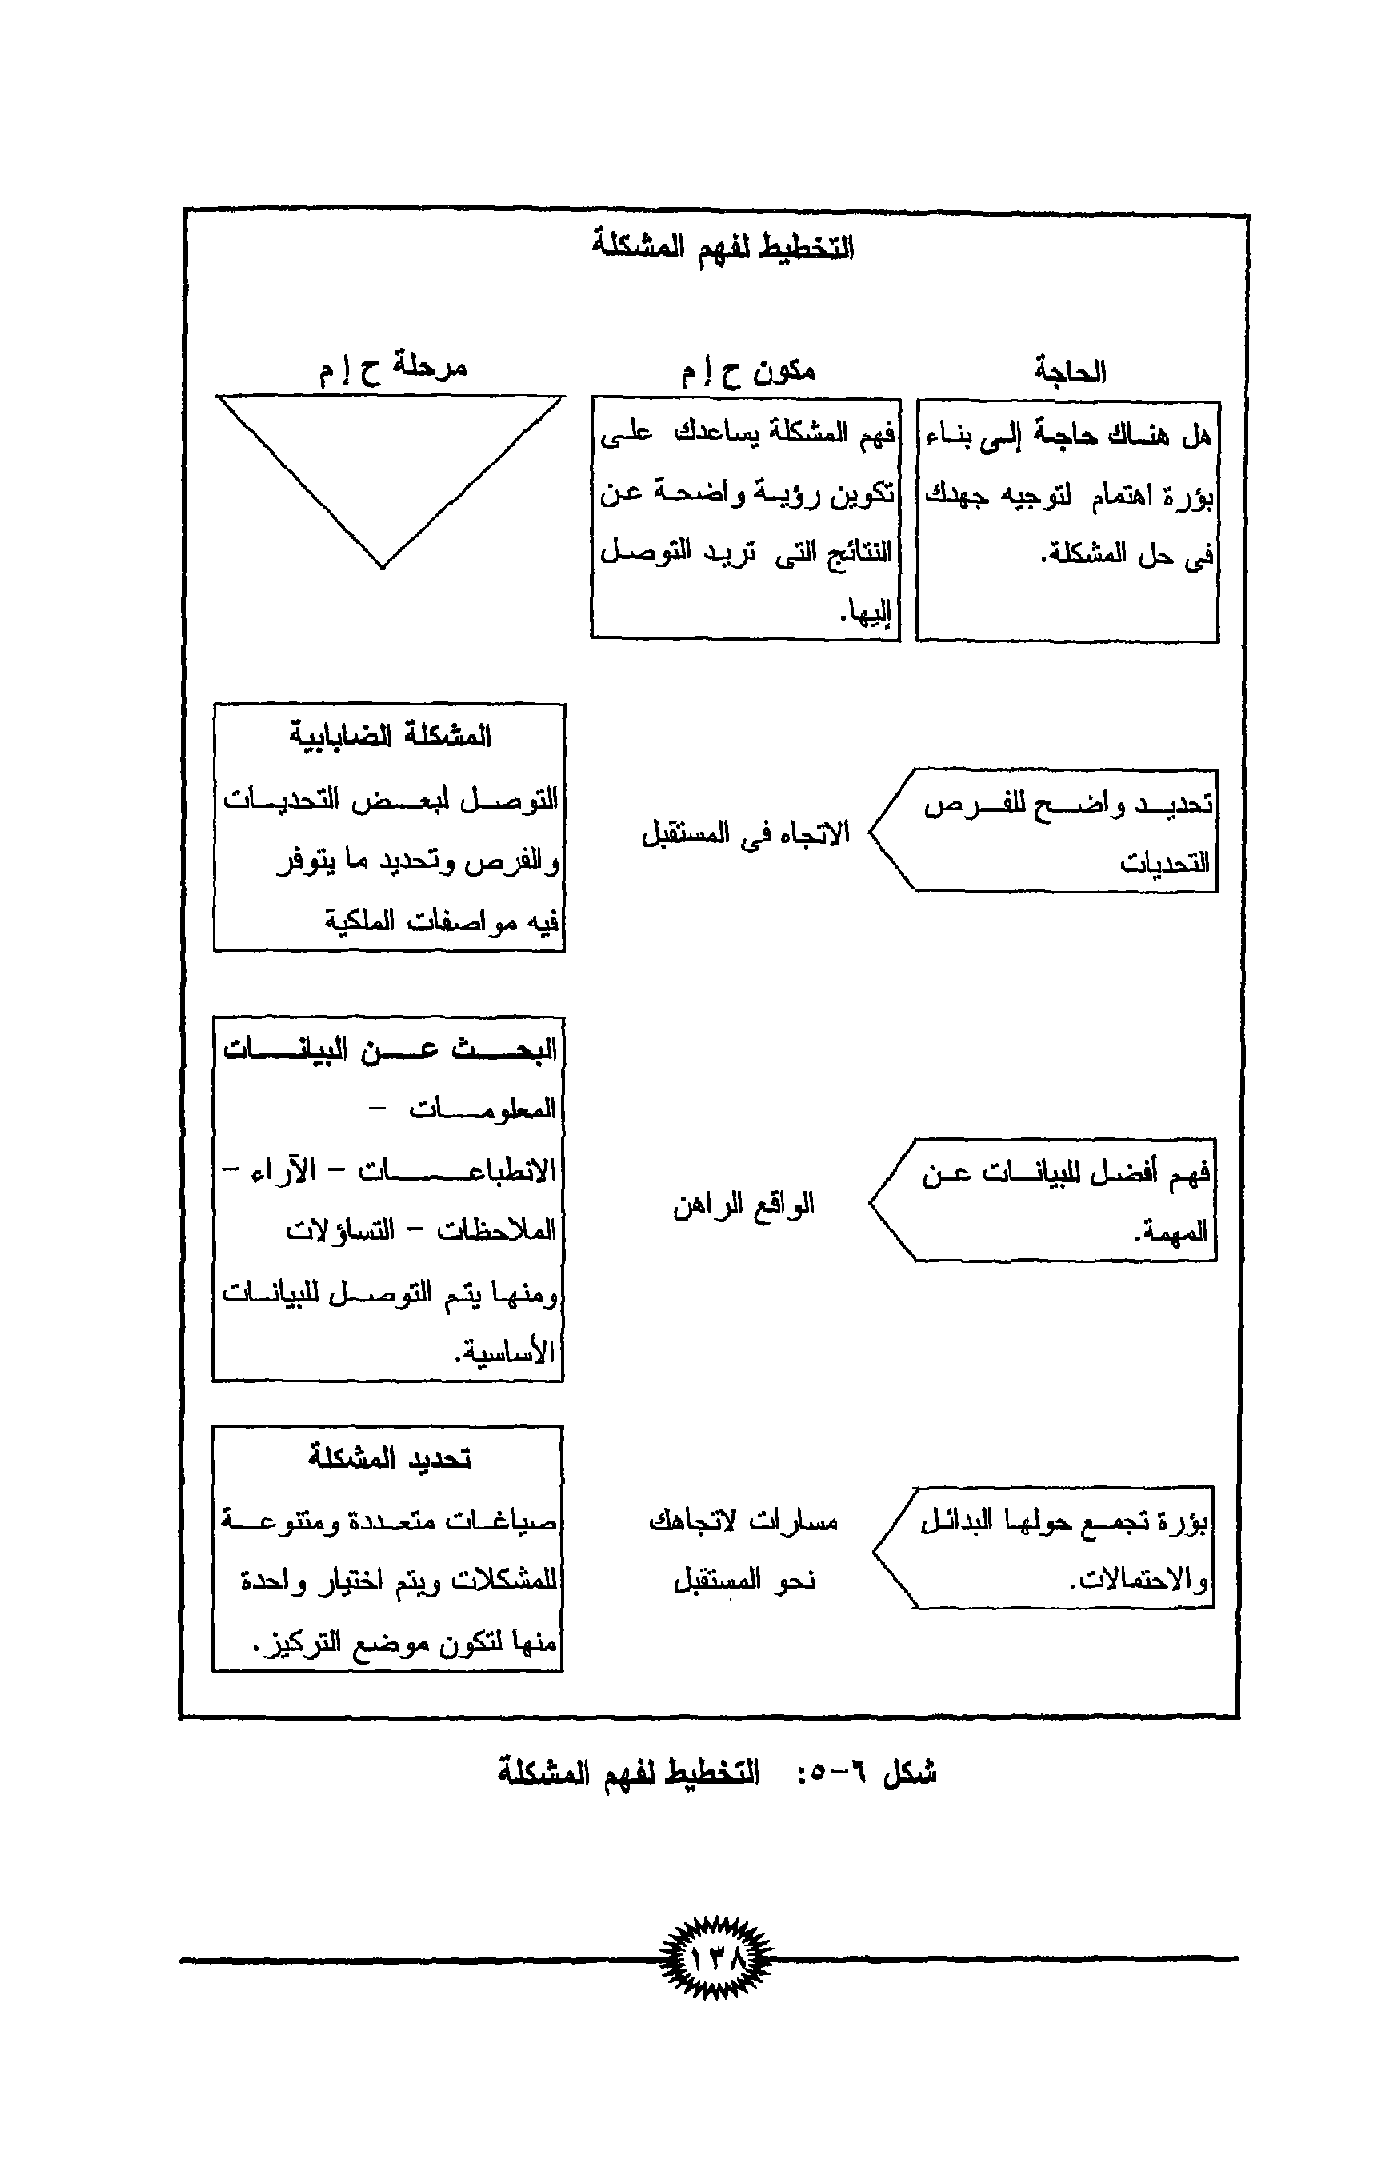 التخطيط لفهم المشكلة
الحاجة
مكون ح إ م
مرحلة ح إ م
هل هناك حاجة إلى بناء
بؤرة اهتمام لتوجيه جهدك
فى حل المشكلة.
فهم المشكلة يساعدك على
تكوين رؤية واضحة عن
النتائج التى تريد التوصل
إليها.
تحديد واضح للفرص
التحديات
الاتجاه فى المستقبل
المشكلة الضابابية
التوصل لبعض التحديات
والفرص وتحديد ما يتوفر
فيه مواصفات الملكية
فهم أفضل للبيانات عن
المهمة.
الواقع الراهن
البحث عن البيانات
المعلومات –
الانطباعات – الآراء –
الملاحظات – التساؤلات
ومنها يتم التوصل للبيانات
الأساسية.
بؤرة تجمع حولها البدائل
والاحتمالات.
مسارات لاتجاهك
نحو المستقبل
تحديد المشكلة
صياغات متعددة ومتنوعة
للمشكلات ويتم اختيار واحدة
منها لتكون موضع التركيز.
شكل ٦-٥: التخطيط لفهم المشكلة
١٣٨